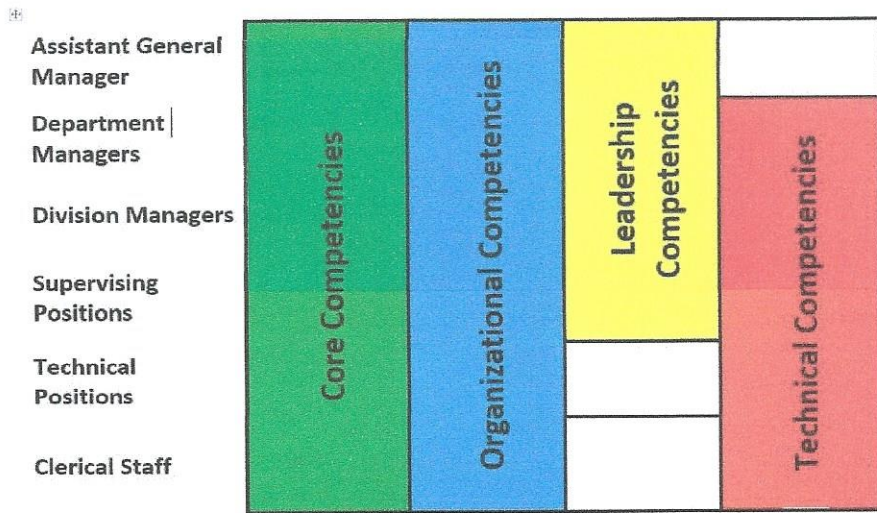 Assistant General
Manager
Department
Managers
Division Managers
Supervising
Positions
Technical
Positions
Clerical Staff
Core Competencies
Organizational Competencies
Leadership
Competencies
Technical Competencies